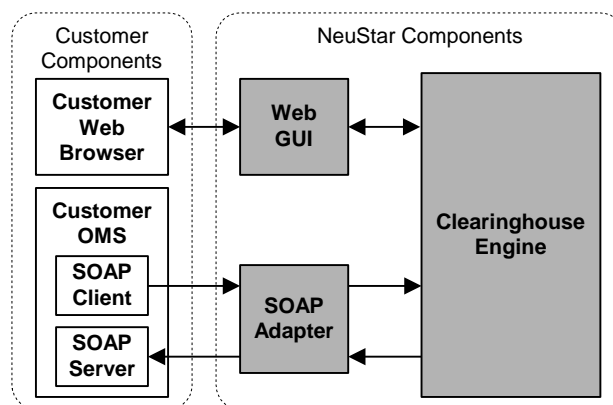 Customer
Components
NeuStar Components
Customer
Web
Browser
Web
GUI
Clearinghouse
Engine
Customer
OMS
SOAP
Client
SOAP
Server
SOAP
Adapter